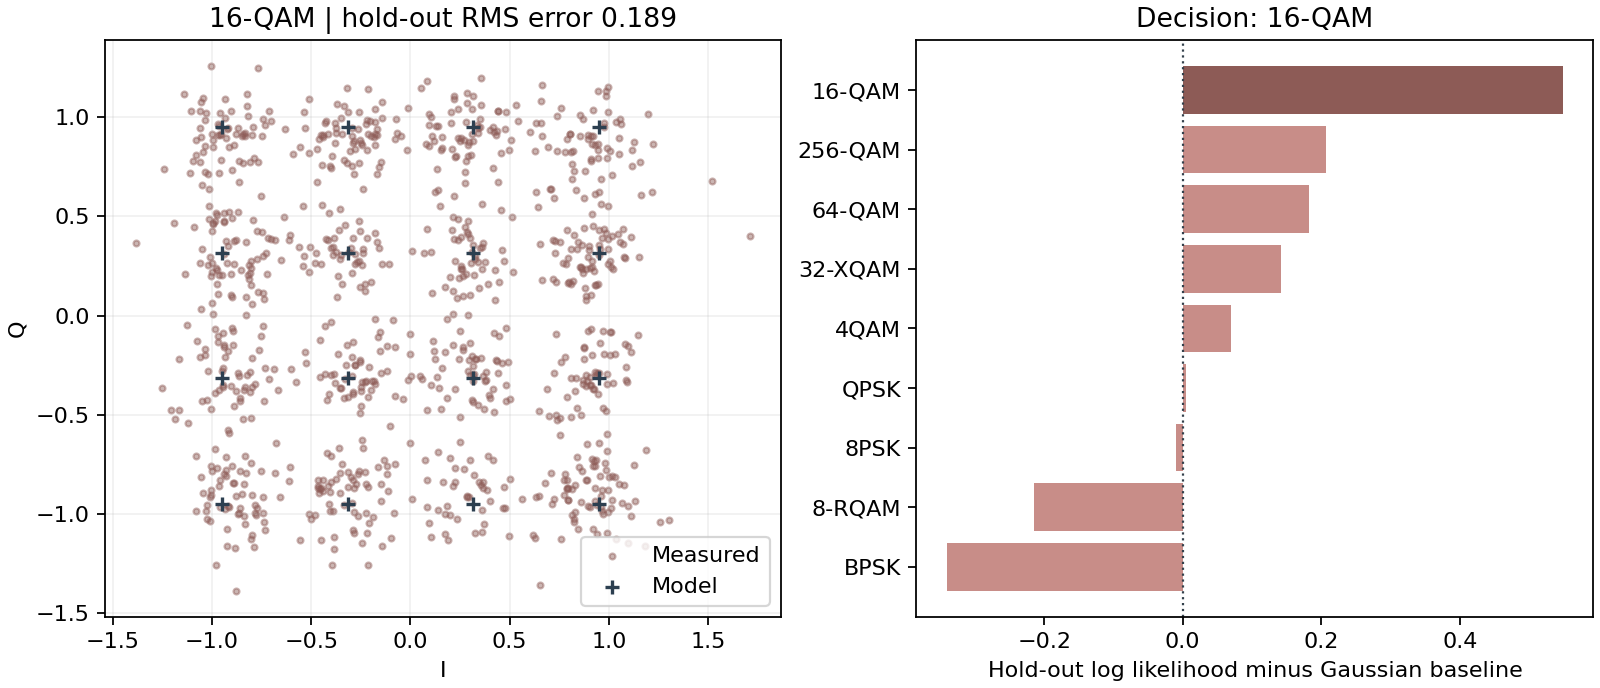 16-QAM | hold-out RMS error 0.189
1.0
0.5
0.0
−0.5
−1.0
−1.5
Q
−1.5
−1.0
−0.5
0.0
0.5
1.0
1.5
I
Measured
Model
Decision: 16-QAM
16-QAM
256-QAM
64-QAM
32-XQAM
4QAM
QPSK
8PSK
8-RQAM
BPSK
−0.2
0.0
0.2
0.4
Hold-out log likelihood minus Gaussian baseline